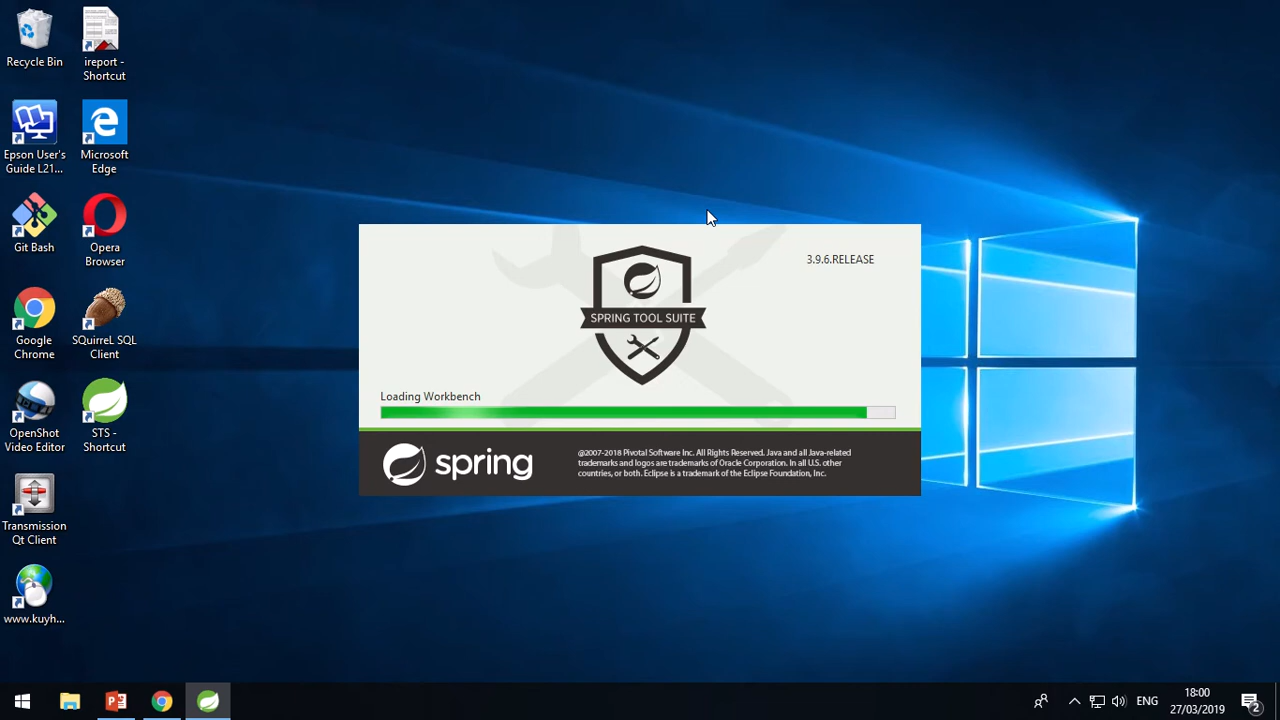 Recycle Bin
ireport -
Shortcut
Epson User's
Guide L21...
Microsoft
Edge
Git Bash
Opera
Browser
Google
Chrome
SQuirreL SQL
Client
OpenShot
Video Editor
STS -
Shortcut
Transmission
Qt Client
www.kuyh...
3.9.6.RELEASE
SPRING TOOL SUITE
Loading Workbench
spring
@2007-2018 Pivotal Software Inc. All Rights Reserved. Java and all Java-related
trademarks and logos are trademarks of Oracle Corporation. In all U.S. other
countries, or both. Eclipse is a trademark of the Eclipse Foundation, Inc.
ENG
18:00
27/03/2019
2